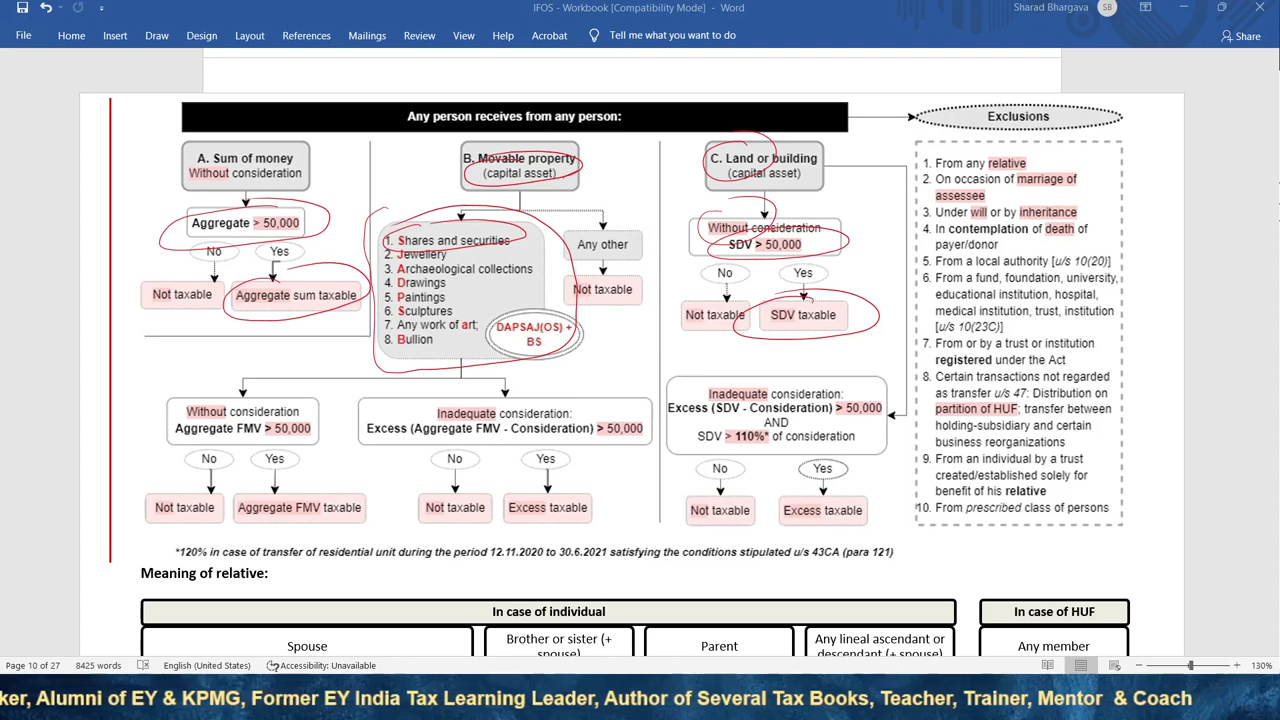 IFOS - Workbook [Compatibility Mode] - Word
Sharad Bhargava
SB
File Home Insert Draw Design Layout References Mailings Review View Help Acrobat Tell me what you want to do
Share
Any person receives from any person:
A. Sum of money
Without consideration
Aggregate > 50,000
No Yes
Not taxable
Aggregate sum taxable
B. Movable property
(capital asset)
1. Shares and securities
2. Jewellery
3. Archaeological collections
4. Drawings
5. Paintings
6. Sculptures
7. Any work of art;
8. Bullion
DAPSAJ(OS) +
BS
Any other
Not taxable
Without consideration
Aggregate FMV > 50,000
No Yes
Not taxable
Aggregate FMV taxable
Inadequate consideration:
Excess (Aggregate FMV - Consideration) > 50,000
No Yes
Not taxable
Excess taxable
C. Land or building
(capital asset)
Without consideration
SDV > 50,000
No Yes
Not taxable
SDV taxable
Inadequate consideration:
Excess (SDV - Consideration) > 50,000
AND
SDV > 110%* of consideration
No Yes
Not taxable
Excess taxable
Exclusions
1. From any relative
2. On occasion of marriage of
assessee
3. Under will or by inheritance
4. In contemplation of death of
payer/donor
5. From a local authority [u/s 10(20)]
6. From a fund, foundation, university,
educational institution, hospital,
medical institution, trust, institution
[u/s 10(23C)]
7. From or by a trust or institution
registered under the Act
8. Certain transactions not regarded
as transfer u/s 47: Distribution on
partition of HUF; transfer between
holding-subsidiary and certain
business reorganizations
9. From an individual by a trust
created/established solely for
benefit of his relative
10. From prescribed class of persons
*120% in case of transfer of residential unit during the period 12.11.2020 to 30.6.2021 satisfying the conditions stipulated u/s 43CA (para 121)
Meaning of relative:
In case of individual
In case of HUF
Spouse
Brother or sister (+
spouse)
Parent
Any lineal ascendant or
descendant (+ spouse)
Any member
Page 10 of 27 8425 words English (United States) Accessibility: Unavailable
130%
ker, Alumni of EY & KPMG, Former EY India Tax Learning Leader, Author of Several Tax Books, Teacher, Trainer, Mentor & Coach